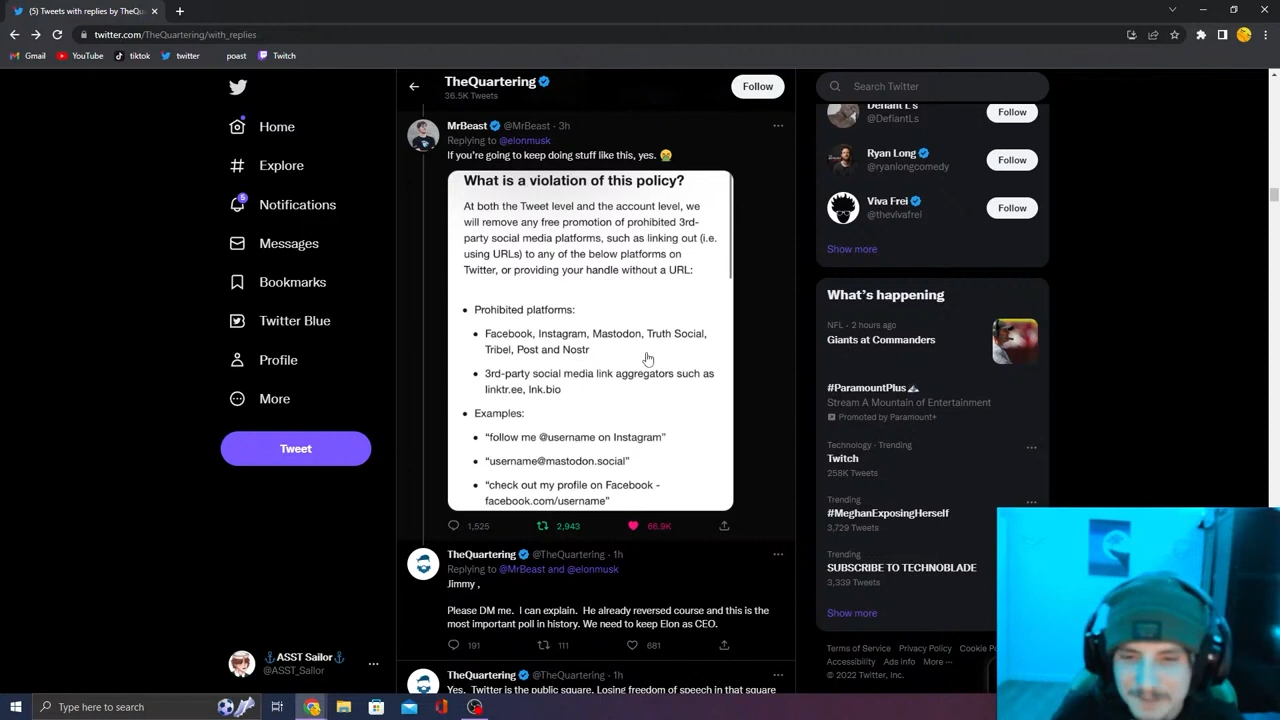 (5) Tweets with replies by TheQu
twitter.com/TheQuartering/with_replies
Gmail
YouTube
tiktok
twitter
poast
Twitch
Home
Explore
5
Notifications
Messages
Bookmarks
Twitter Blue
Profile
More
Tweet
ASST Sailor
@ASST_Sailor
TheQuartering
36.5K Tweets
Follow
MrBeast @MrBeast · 3h
Replying to @elonmusk
If you're going to keep doing stuff like this, yes.
What is a violation of this policy?
At both the Tweet level and the account level, we
will remove any free promotion of prohibited 3rd-
party social media platforms, such as linking out (i.e.
using URLs) to any of the below platforms on
Twitter, or providing your handle without a URL:
• Prohibited platforms:
• Facebook, Instagram, Mastodon, Truth Social,
Tribel, Post and Nostr
• 3rd-party social media link aggregators such as
linktr.ee, lnk.bio
• Examples:
• "follow me @username on Instagram"
• "username@mastodon.social"
• "check out my profile on Facebook -
facebook.com/username"
1,525 2,943 66.9K
TheQuartering @TheQuartering · 1h
Replying to @MrBeast and @elonmusk
Jimmy ,
Please DM me. I can explain. He already reversed course and this is the
most important poll in history. We need to keep Elon as CEO.
191 111 681
TheQuartering @TheQuartering · 1h
Yes, Twitter is the public square. Losing freedom of speech in that square
Search Twitter
Defiant L's
@DefiantLs
Follow
Ryan Long
@ryanlongcomedy
Follow
Viva Frei
@thevivafrei
Follow
Show more
What's happening
NFL · 2 hours ago
Giants at Commanders
#ParamountPlus
Stream A Mountain of Entertainment
Promoted by Paramount+
Technology · Trending
Twitch
258K Tweets
Trending
#MeghanExposingHerself
3,729 Tweets
Trending
SUBSCRIBE TO TECHNOBLADE
3,339 Tweets
Show more
Terms of Service Privacy Policy Cookie Po
Accessibility Ads info More ···
© 2022 Twitter, Inc.
Type here to search